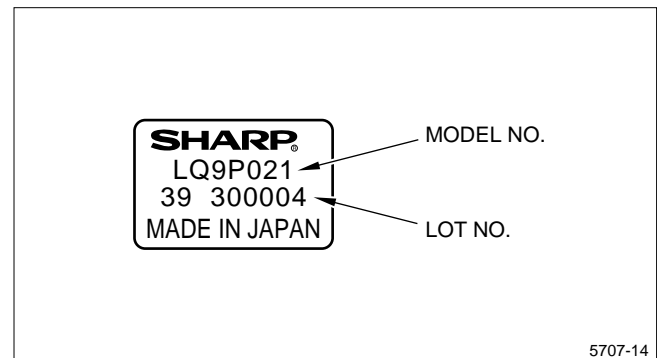 SHARP®
LQ9P021
39 300004
MADE IN JAPAN
MODEL NO.
LOT NO.
5707-14